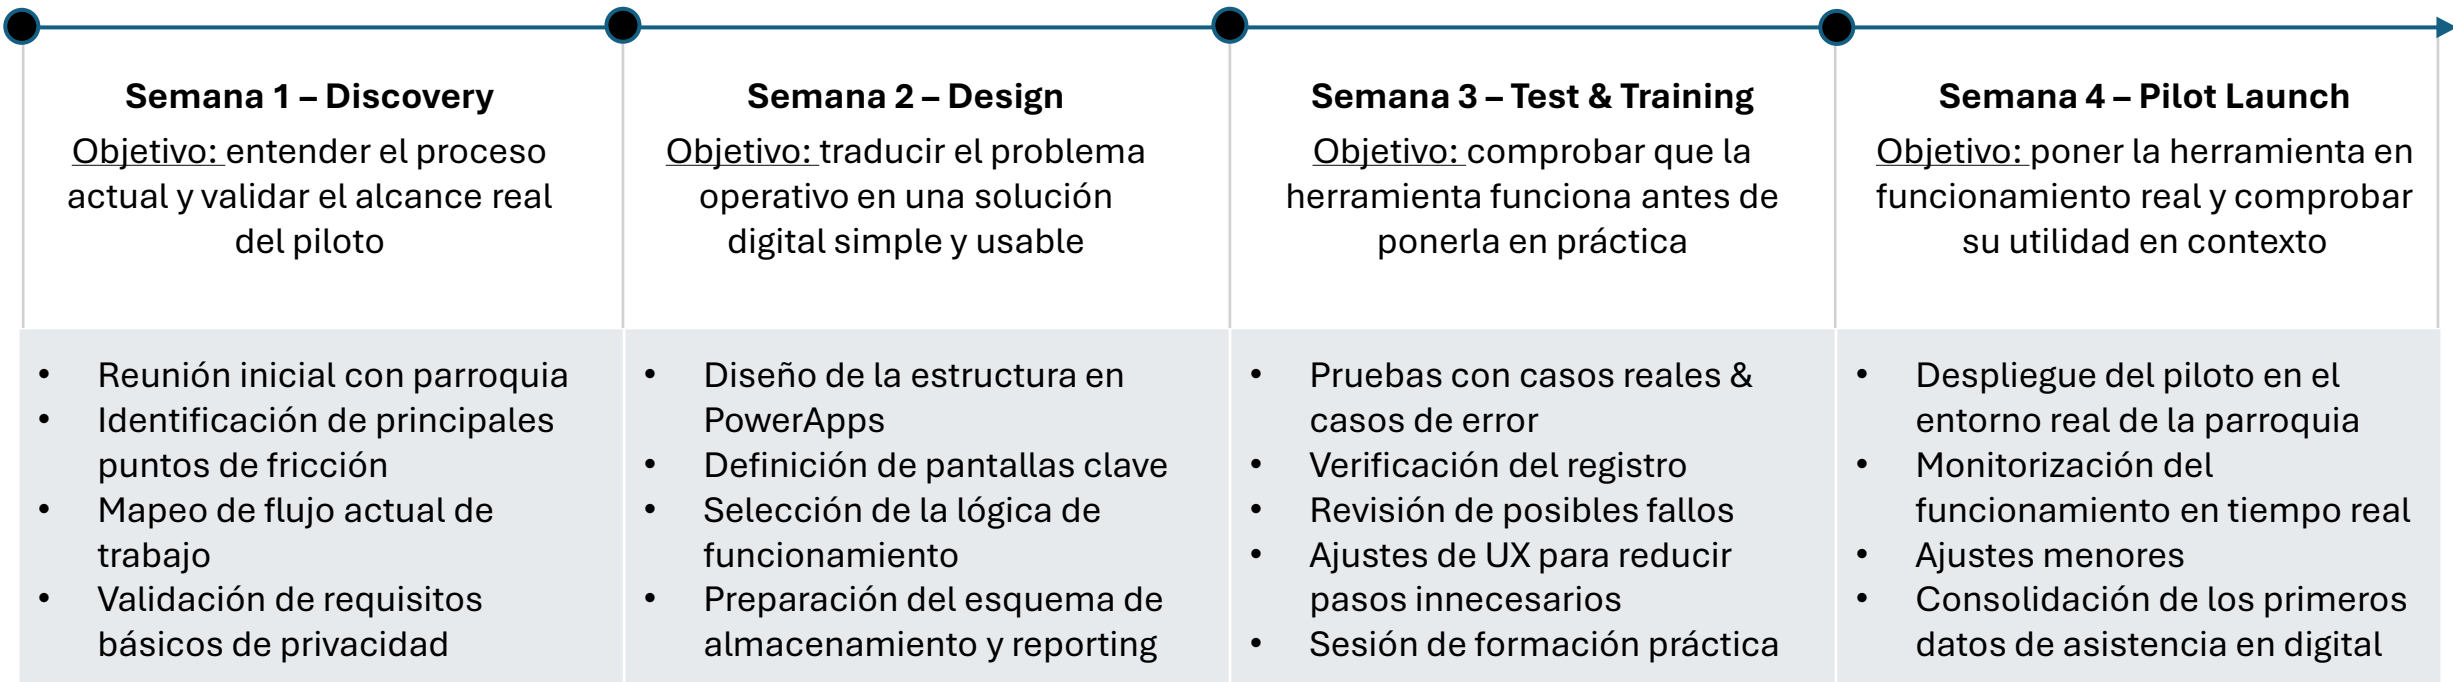 Semana 1 – Discovery
Objetivo: entender el proceso
actual y validar el alcance real
del piloto
• Reunión inicial con parroquia
• Identificación de principales
puntos de fricción
• Mapeo de flujo actual de
trabajo
• Validación de requisitos
básicos de privacidad
Semana 2 – Design
Objetivo: traducir el problema
operativo en una solución
digital simple y usable
• Diseño de la estructura en
PowerApps
• Definición de pantallas clave
• Selección de la lógica de
funcionamiento
• Preparación del esquema de
almacenamiento y reporting
Semana 3 – Test & Training
Objetivo: comprobar que la
herramienta funciona antes de
ponerla en práctica
• Pruebas con casos reales &
casos de error
• Verificación del registro
• Revisión de posibles fallos
• Ajustes de UX para reducir
pasos innecesarios
• Sesión de formación práctica
Semana 4 – Pilot Launch
Objetivo: poner la herramienta en
funcionamiento real y comprobar
su utilidad en contexto
• Despliegue del piloto en el
entorno real de la parroquia
• Monitorización del
funcionamiento en tiempo real
• Ajustes menores
• Consolidación de los primeros
datos de asistencia en digital